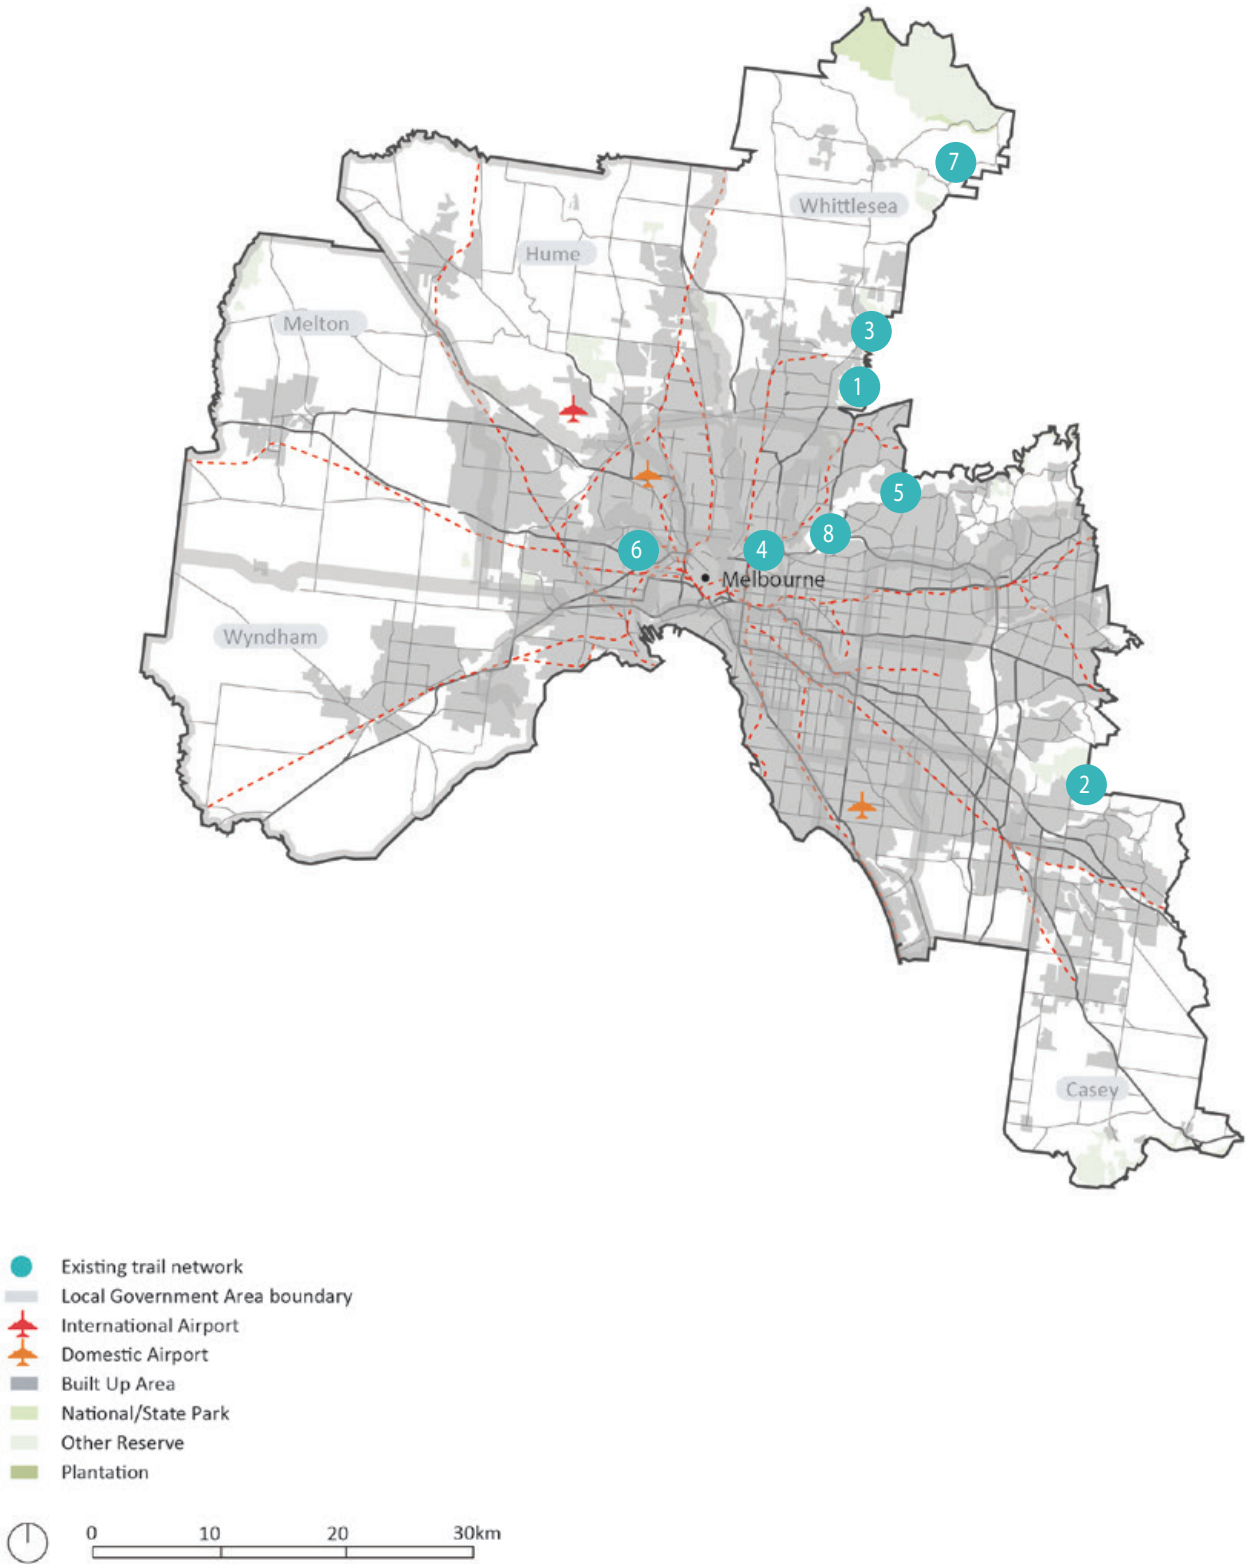 7
Whittlesea
Hume
Melton
3
1
5
8
6
4
Melbourne
Wyndham
2
Casey
Existing trail network
Local Government Area boundary
International Airport
Domestic Airport
Built Up Area
National/State Park
Other Reserve
Plantation
0 10 20 30km